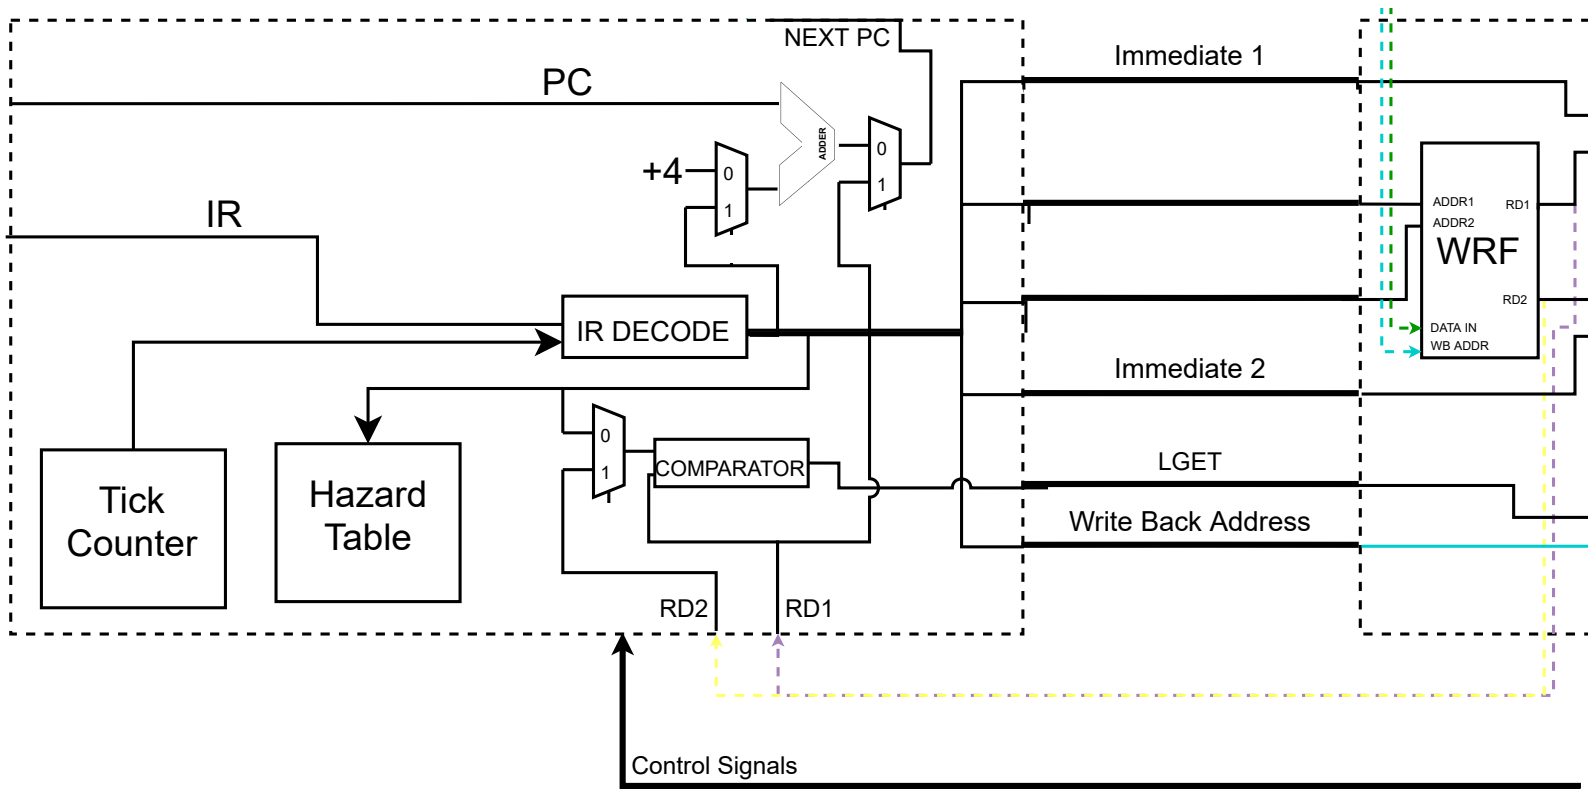 NEXT PC
Immediate 1
PC
ADDER
0
1
+4
0
1
IR
ADDR1
RD1
ADDR2
WRF
RD2
IR DECODE
DATA IN
WB ADDR
Immediate 2
0
1
COMPARATOR
LGET
Tick
Counter
Hazard
Table
Write Back Address
RD2
RD1
Control Signals